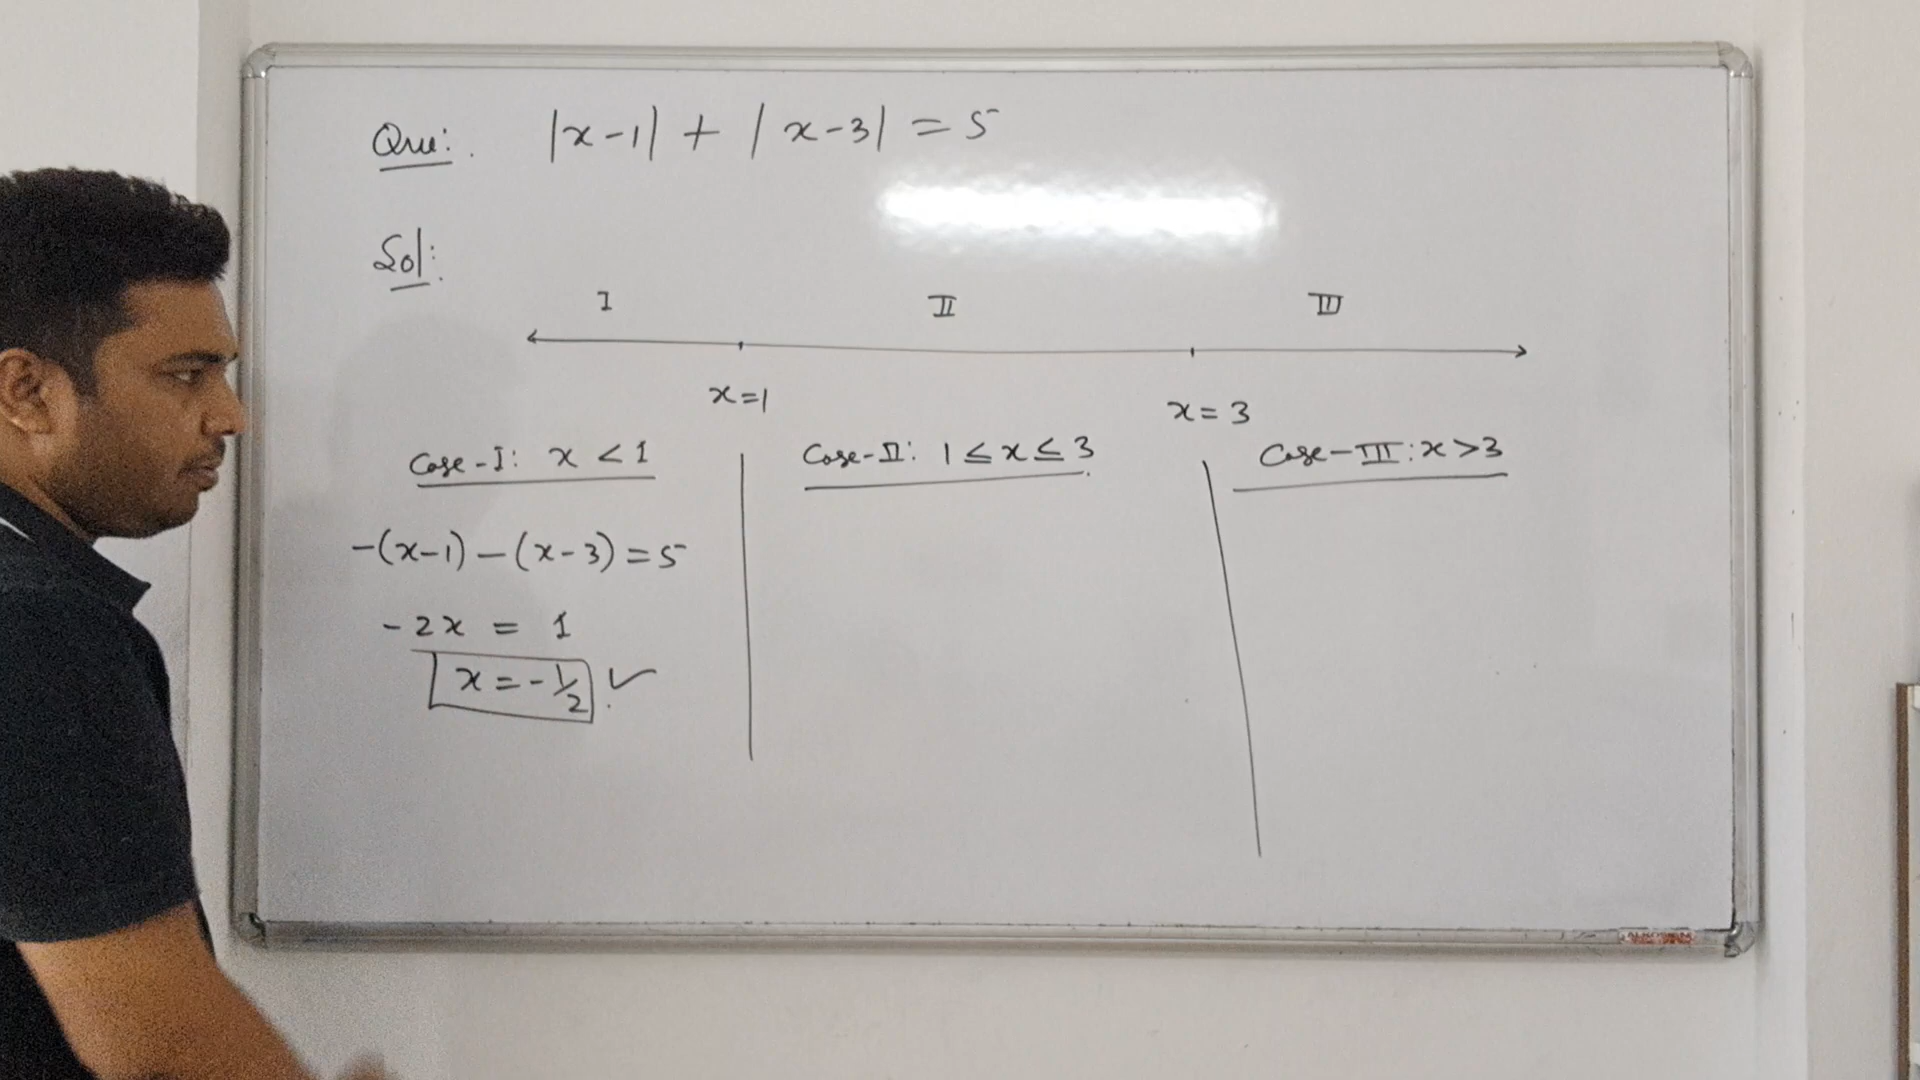 Que: |x-1| + |x-3| = 5
Sol:
I II III
x=1 x=3
Case-I: x < 1
-(x-1) - (x-3) = 5
-2x = 1
x = -1/2 ✓
Case-II: 1 ≤ x ≤ 3
Case-III: x > 3